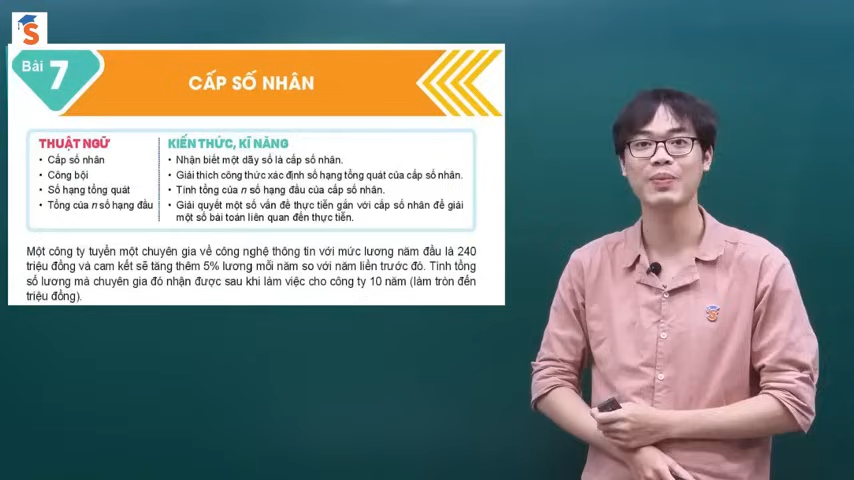 S
Bài 7
CẤP SỐ NHÂN
THUẬT NGỮ
• Cấp số nhân
• Công bội
• Số hạng tổng quát
• Tổng của n số hạng đầu
KIẾN THỨC, KĨ NĂNG
• Nhận biết một dãy số là cấp số nhân.
• Giải thích công thức xác định số hạng tổng quát của cấp số nhân.
• Tính tổng của n số hạng đầu của cấp số nhân.
• Giải quyết một số vấn đề thực tiễn gắn với cấp số nhân để giải
một số bài toán liên quan đến thực tiễn.
Một công ty tuyển một chuyên gia về công nghệ thông tin với mức lương năm đầu là 240
triệu đồng và cam kết sẽ tăng thêm 5% lương mỗi năm so với năm liền trước đó. Tính tổng
số lương mà chuyên gia đó nhận được sau khi làm việc cho công ty 10 năm (làm tròn đến
triệu đồng).